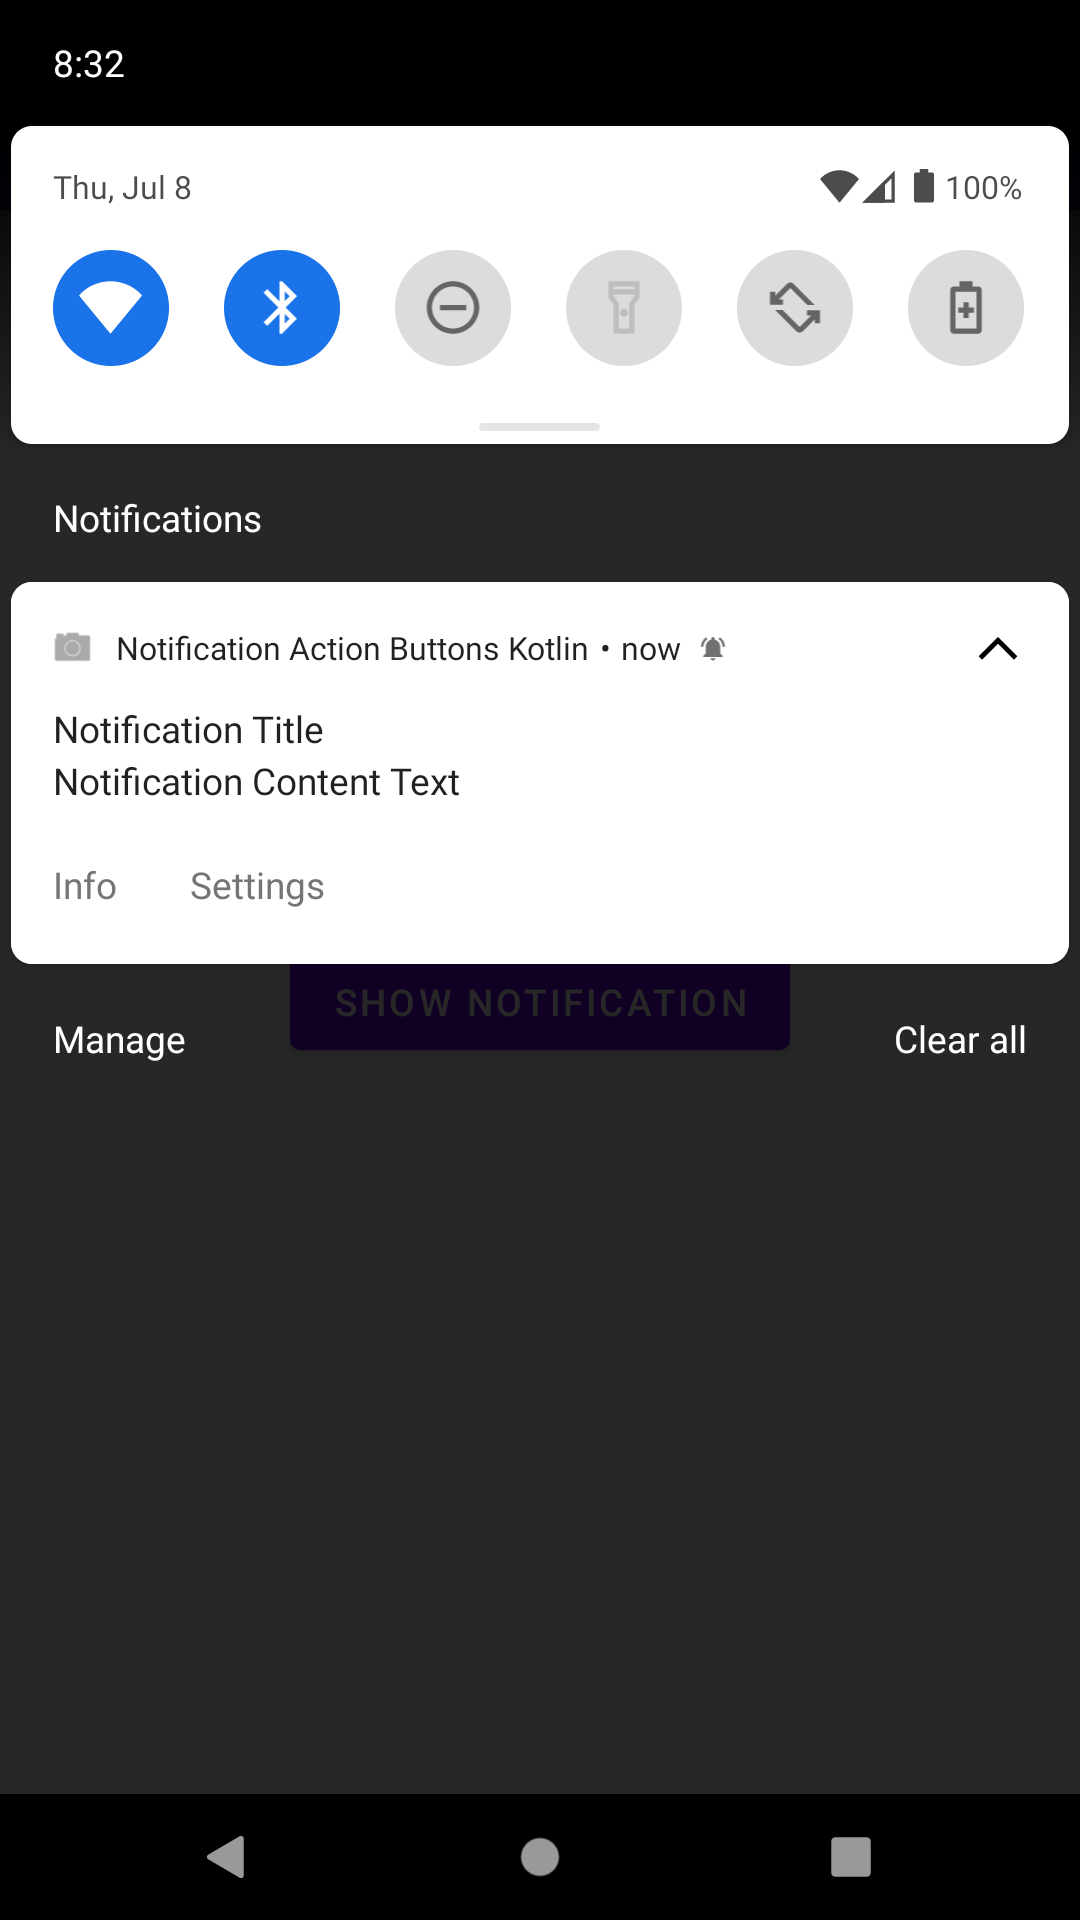 8:32
Thu, Jul 8 100%
Notifications
Notification Action Buttons Kotlin • now
Notification Title
Notification Content Text
Info Settings
SHOW NOTIFICATION
Manage Clear all